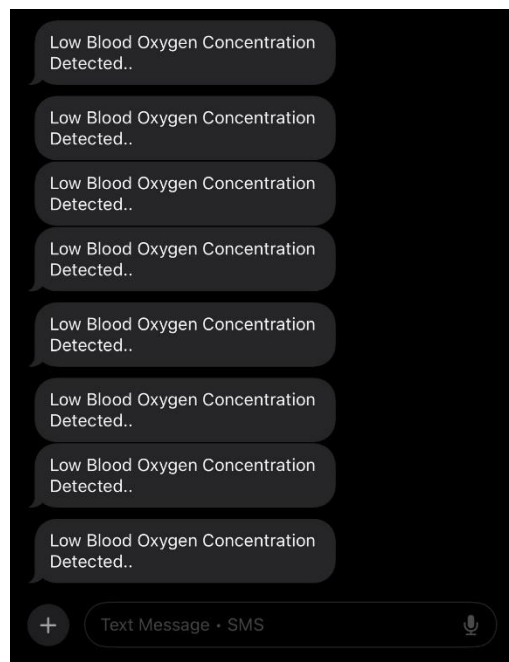 Low Blood Oxygen Concentration
Detected..
Low Blood Oxygen Concentration
Detected..
Low Blood Oxygen Concentration
Detected..
Low Blood Oxygen Concentration
Detected..
Low Blood Oxygen Concentration
Detected..
Low Blood Oxygen Concentration
Detected..
Low Blood Oxygen Concentration
Detected..
Low Blood Oxygen Concentration
Detected..
Text Message • SMS